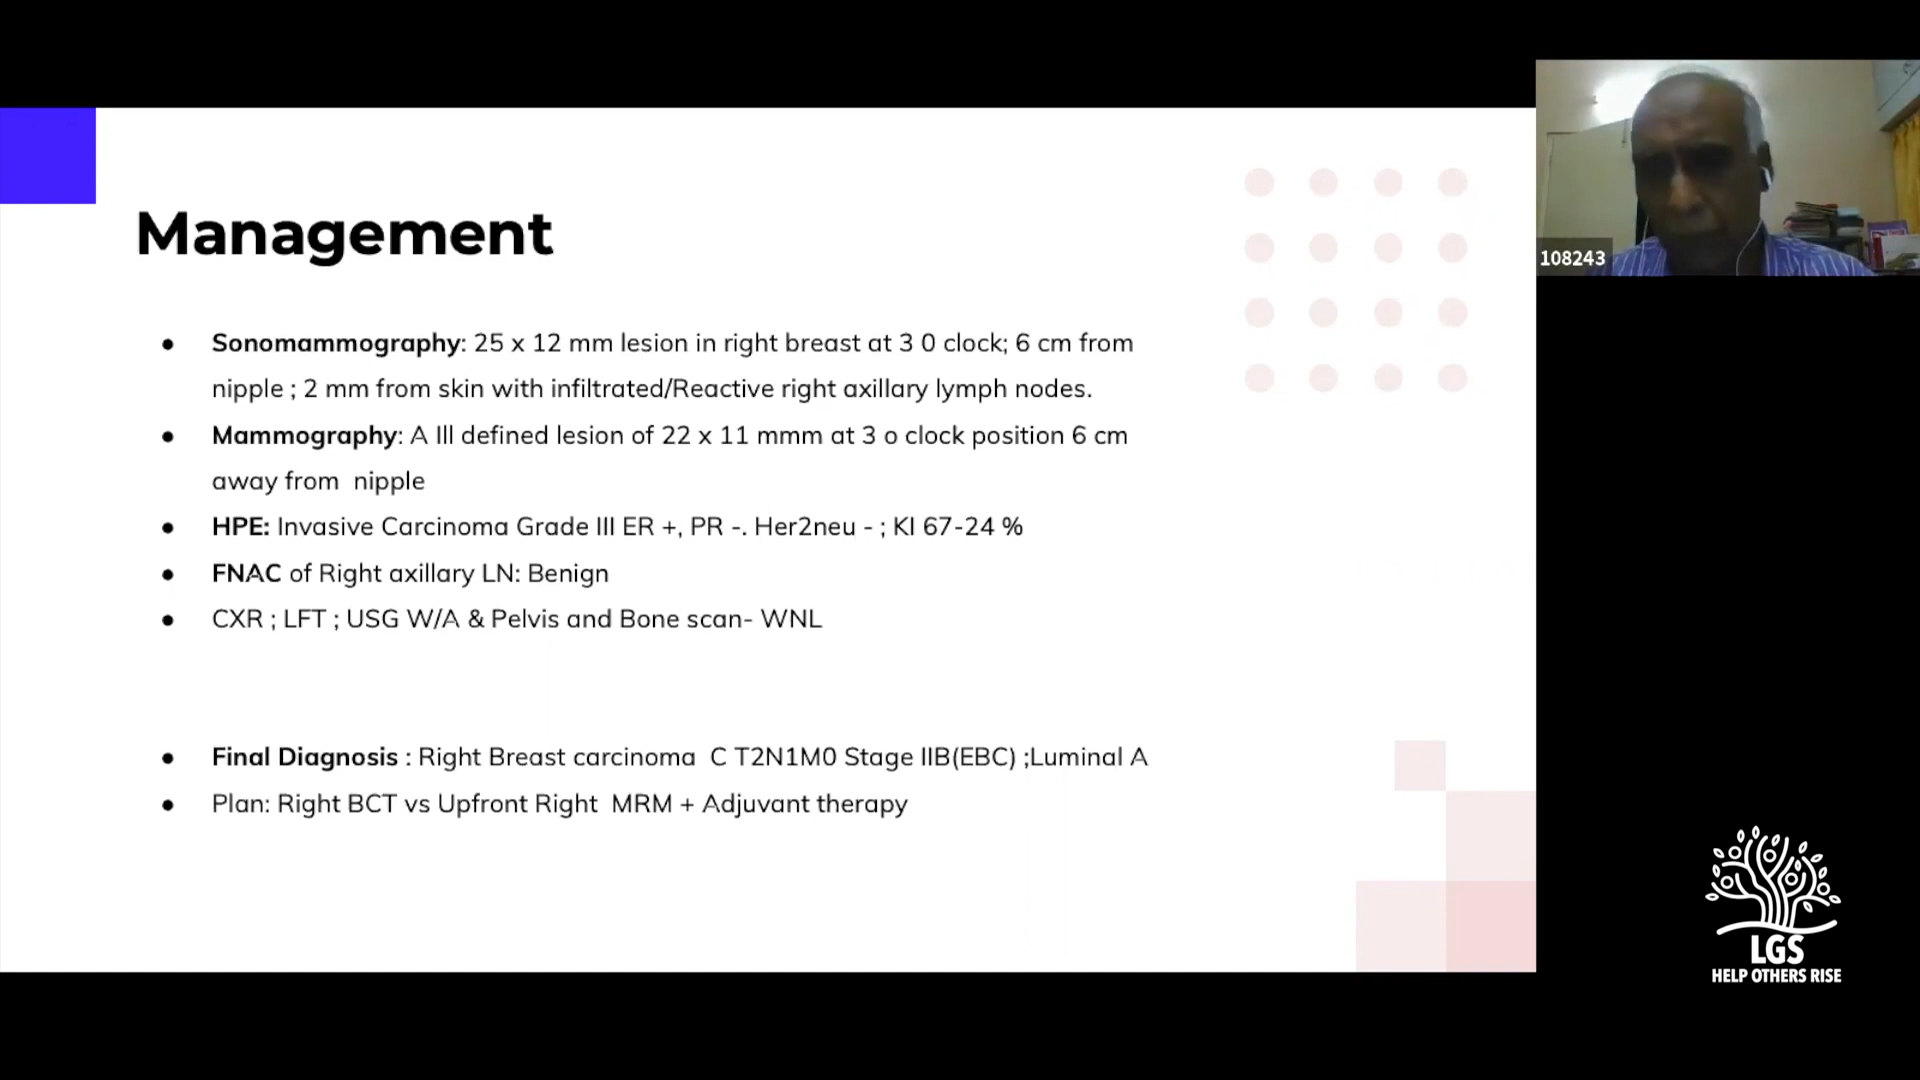 Management
● Sonomammography: 25 x 12 mm lesion in right breast at 3 0 clock; 6 cm from
nipple ; 2 mm from skin with infiltrated/Reactive right axillary lymph nodes.
● Mammography: A Ill defined lesion of 22 x 11 mmm at 3 o clock position 6 cm
away from  nipple
● HPE: Invasive Carcinoma Grade III ER +, PR -. Her2neu - ; KI 67-24 %
● FNAC of Right axillary LN: Benign
● CXR ; LFT ; USG W/A & Pelvis and Bone scan- WNL
● Final Diagnosis : Right Breast carcinoma  C T2N1M0 Stage IIB(EBC) ;Luminal A
● Plan: Right BCT vs Upfront Right  MRM + Adjuvant therapy
108243
LGS
HELP OTHERS RISE